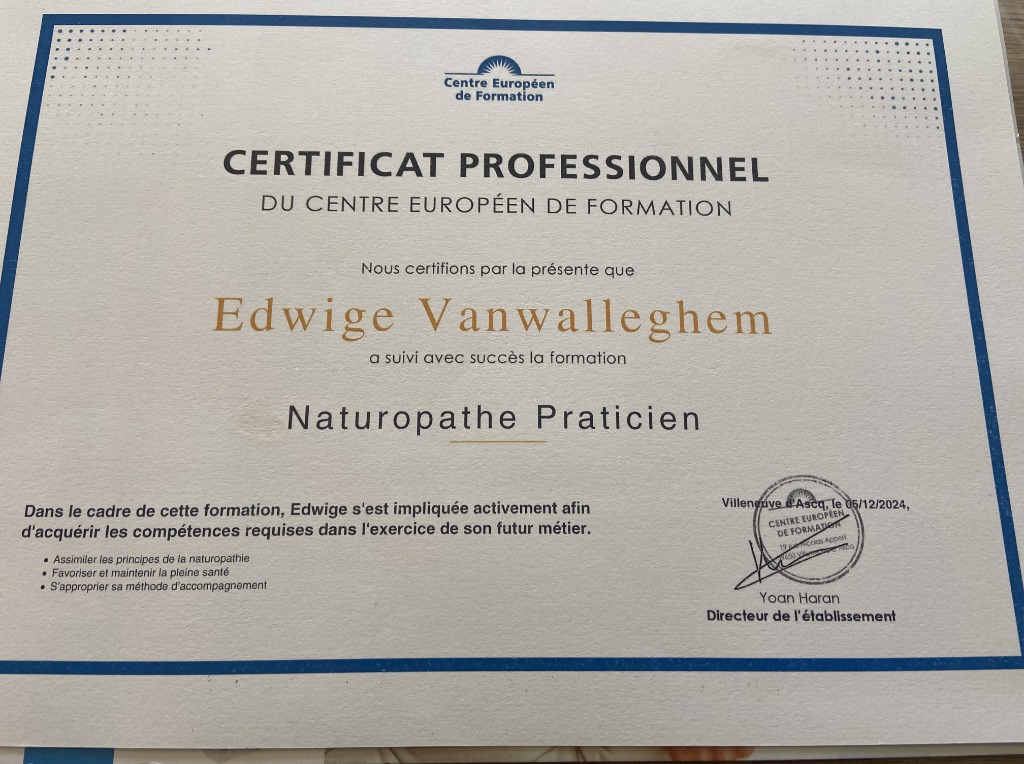 Centre Européen
de Formation
CERTIFICAT PROFESSIONNEL
DU CENTRE EUROPÉEN DE FORMATION
Nous certifions par la présente que
Edwige Vanwalleghem
a suivi avec succès la formation
Naturopathe Praticien
Dans le cadre de cette formation, Edwige s'est impliquée activement afin
d'acquérir les compétences requises dans l'exercice de son futur métier.
• Assimiler les principes de la naturopathie
• Favoriser et maintenir la pleine santé
• S'approprier sa méthode d'accompagnement
Villeneuve d'Ascq, le 05/12/2024,
CENTRE EUROPÉEN
DE FORMATION
Yoan Haran
Directeur de l'établissement